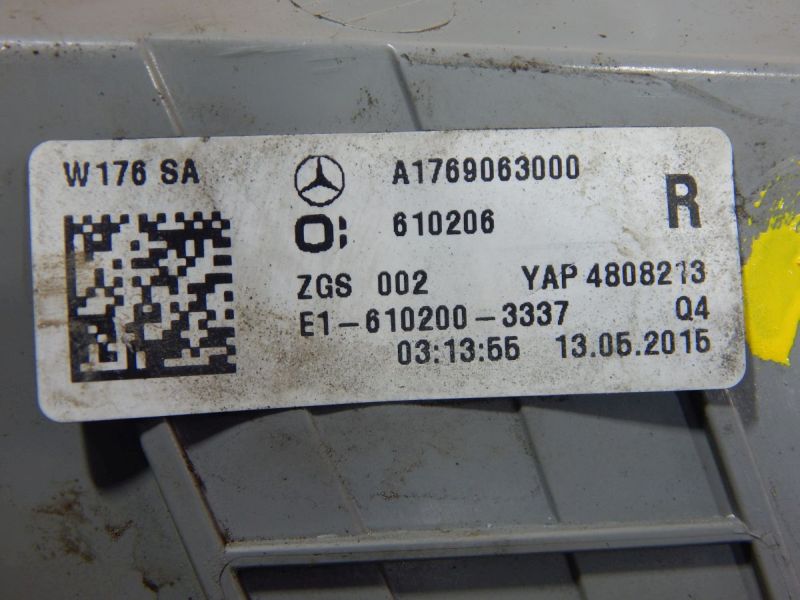 W176 SA A1769063000
610206 R
ZGS 002 YAP 4808213
E1-610200-3337 Q4
03:13:55 13.05.2015